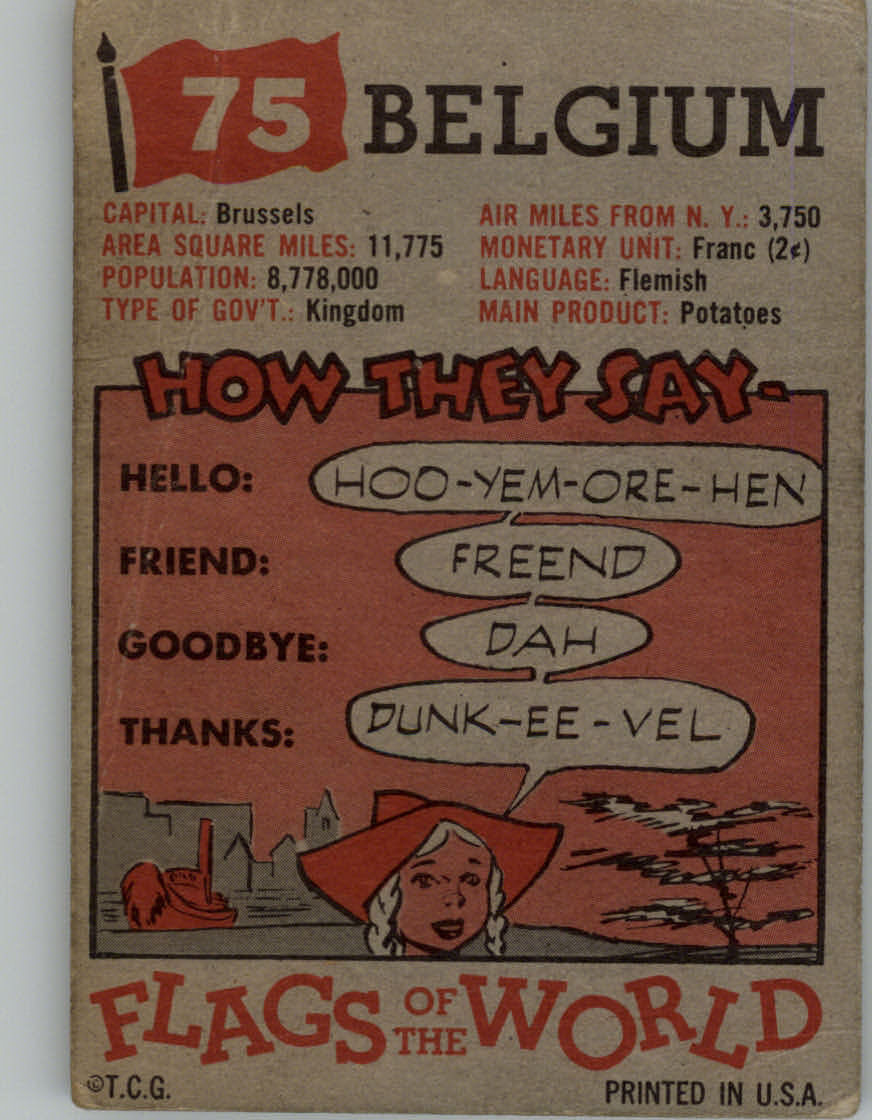 75 BELGIUM
CAPITAL: Brussels
AREA SQUARE MILES: 11,775
POPULATION: 8,778,000
TYPE OF GOV'T.: Kingdom
AIR MILES FROM N. Y.: 3,750
MONETARY UNIT: Franc (2¢)
LANGUAGE: Flemish
MAIN PRODUCT: Potatoes
HOW THEY SAY-
HELLO: HOO-YEM-ORE-HEN
FRIEND: FREEND
GOODBYE: DAH
THANKS: DUNK-EE-VEL
FLAGS OF THE WORLD
©T.C.G. PRINTED IN U.S.A.